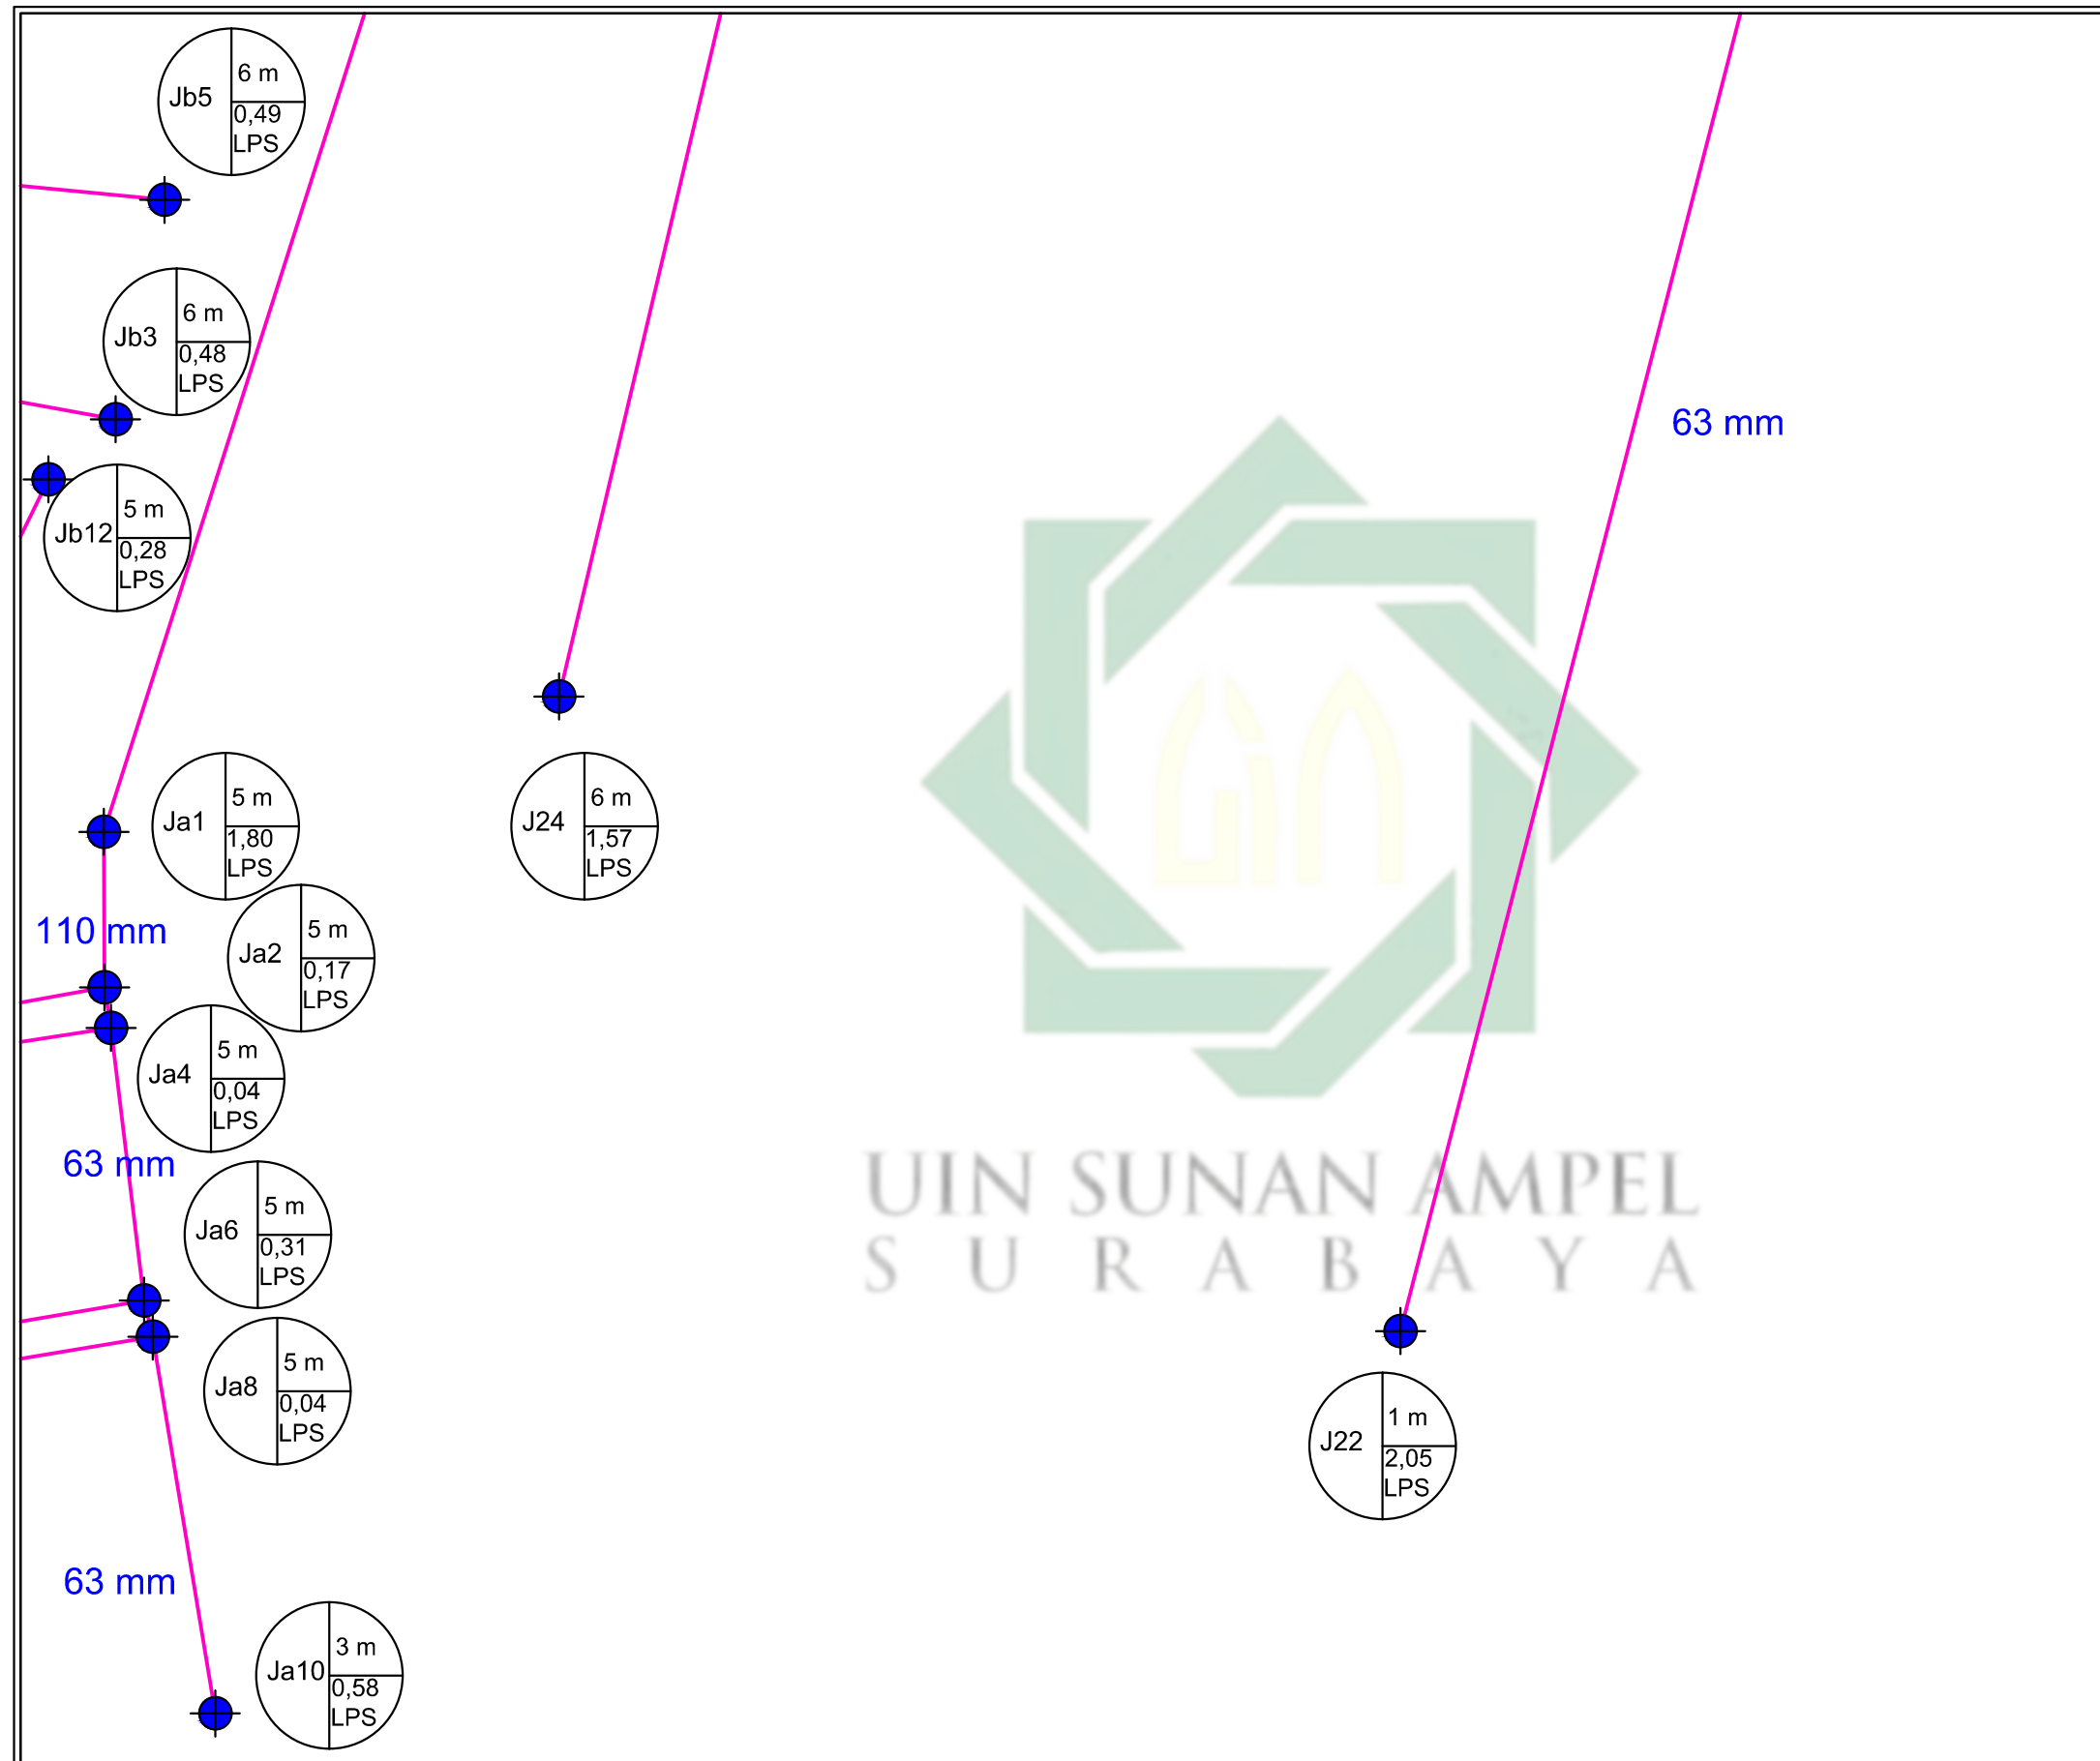 Jb5
6 m
0,49
LPS
Jb3
6 m
0,48
LPS
63 mm
Jb12
5 m
0,28
LPS
Ja1
5 m
1,80
LPS
J24
6 m
1,57
LPS
110 mm
Ja2
5 m
0,17
LPS
Ja4
5 m
0,04
LPS
63 mm
UIN SUNAN AMPEL
S U R A B A Y A
Ja6
5 m
0,31
LPS
Ja8
5 m
0,04
LPS
J22
1 m
2,05
LPS
63 mm
Ja10
3 m
0,58
LPS